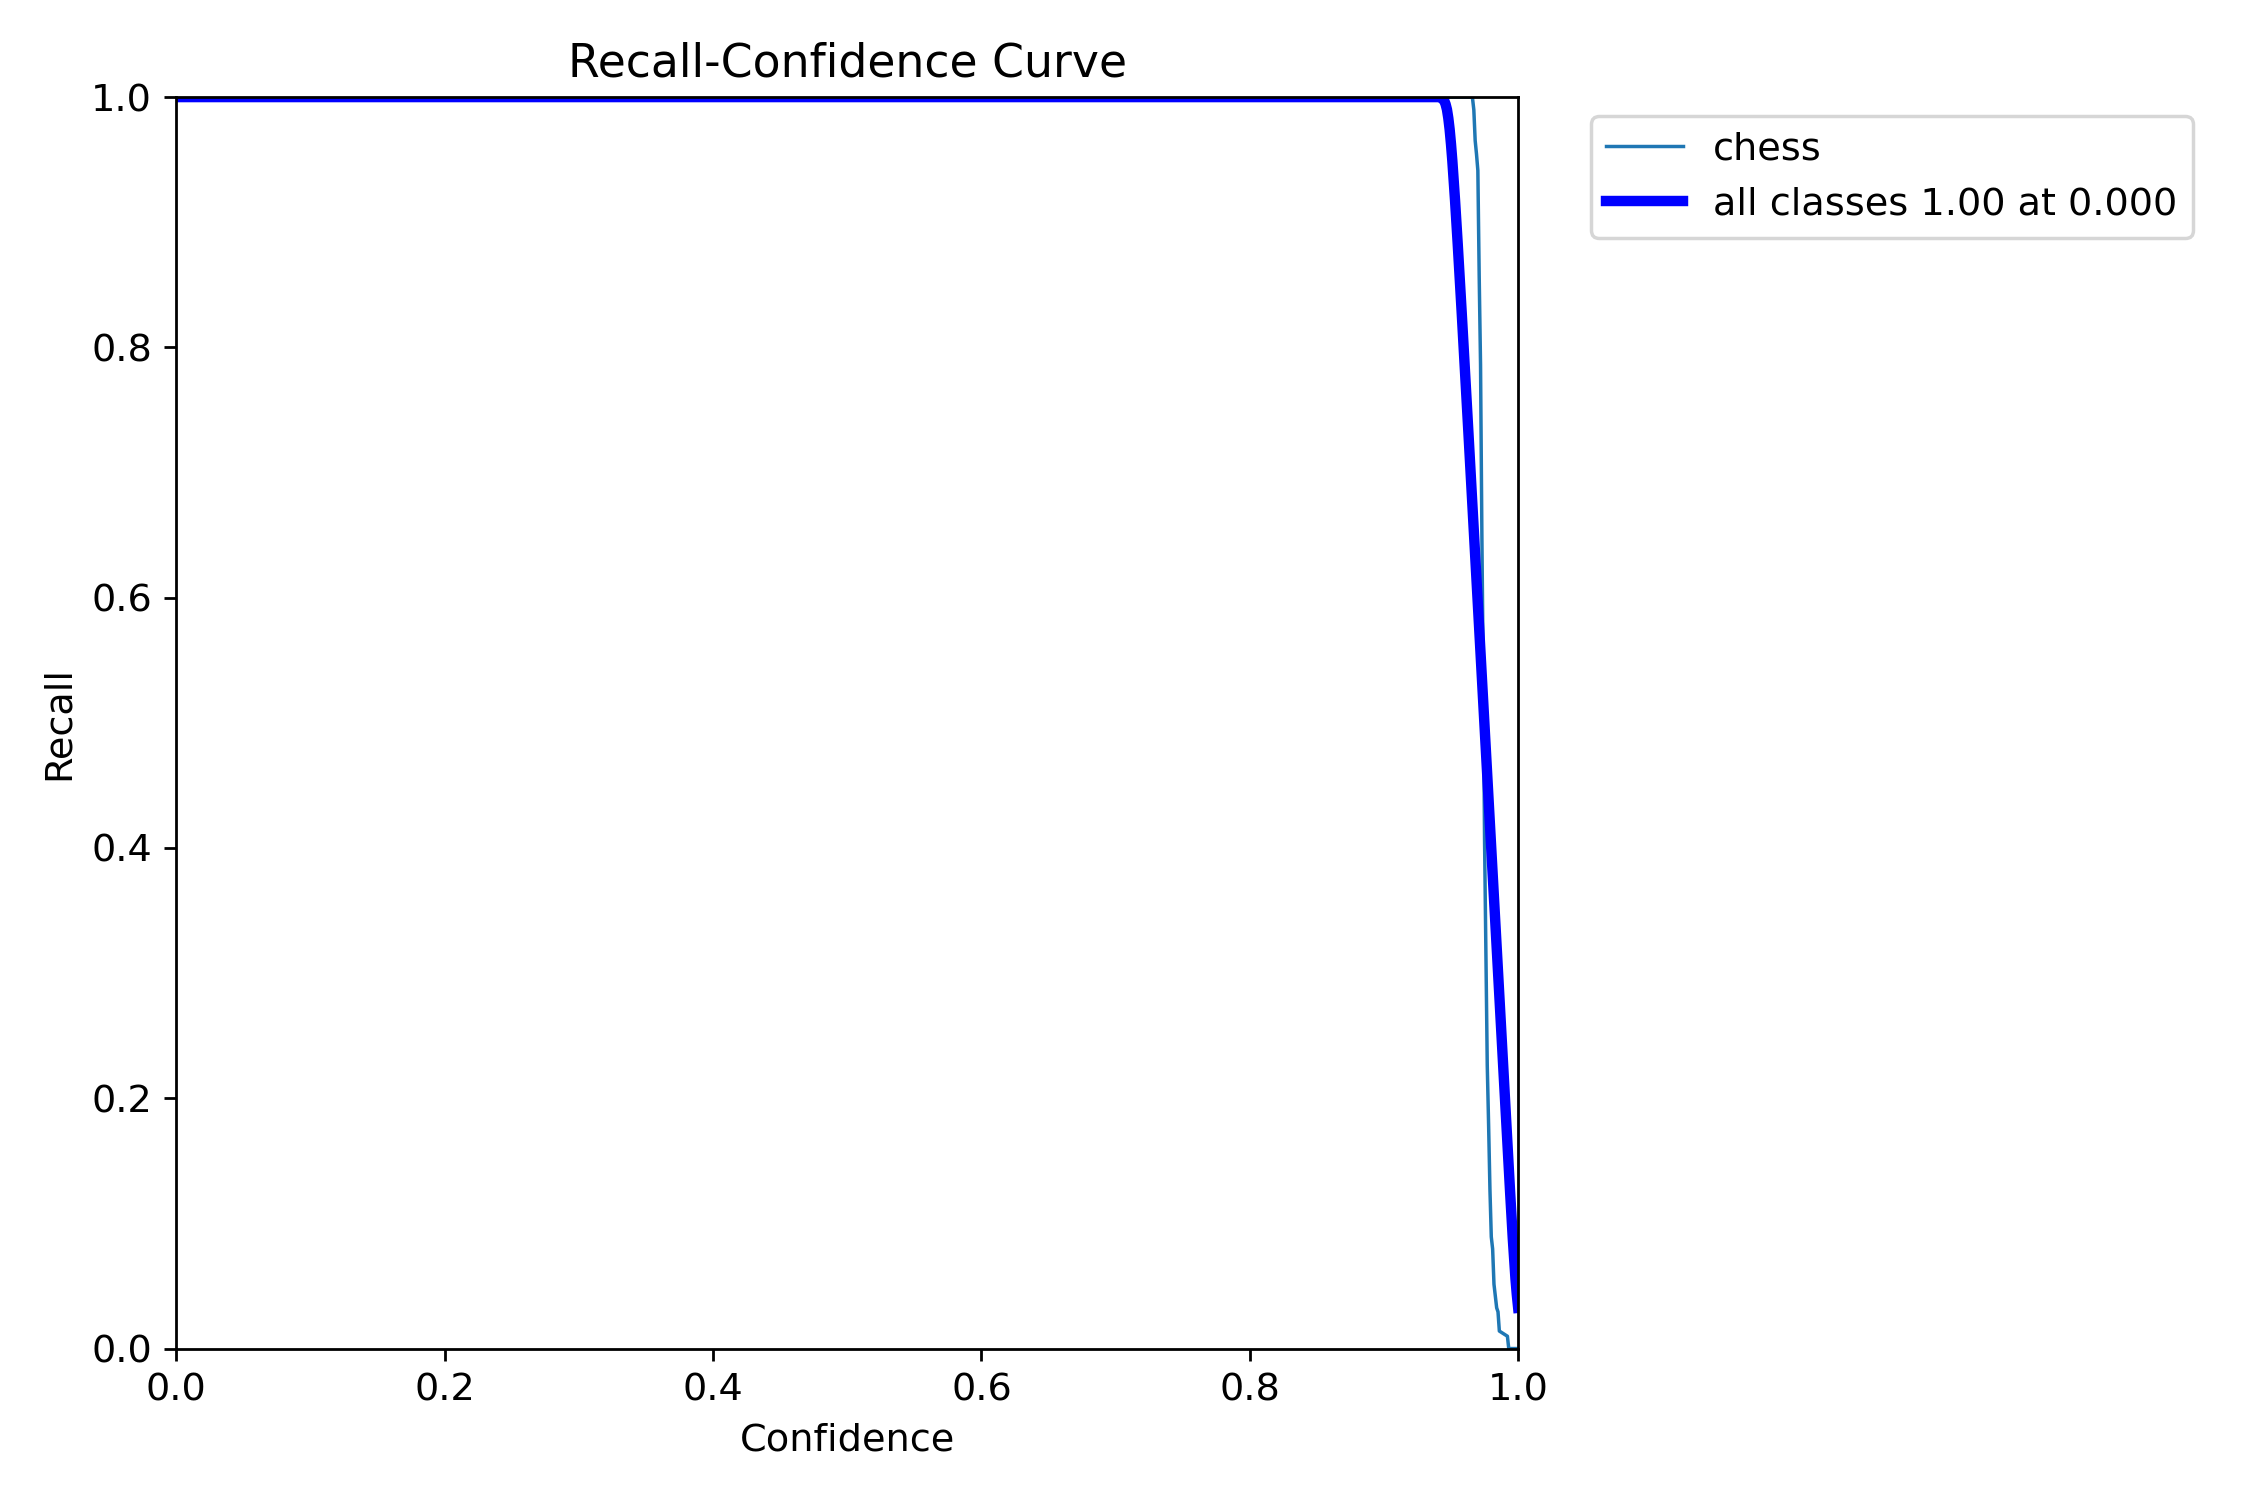 Recall-Confidence Curve
1.0
0.8
0.6
0.4
0.2
0.0
Recall
0.0 0.2 0.4 0.6 0.8 1.0
Confidence
chess
all classes 1.00 at 0.000